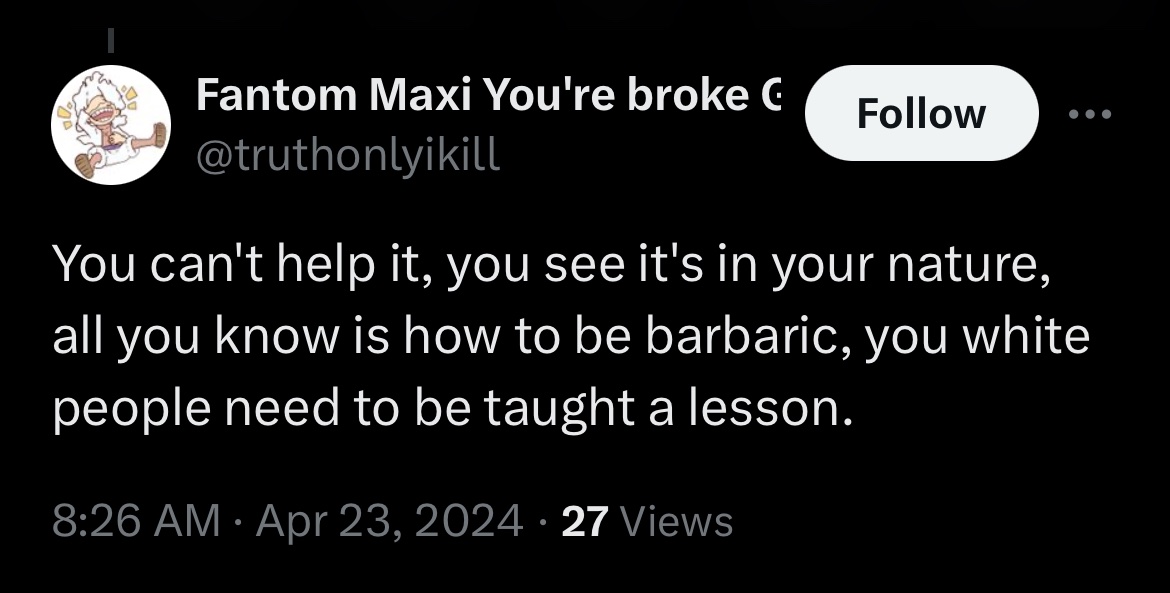 Fantom Maxi You're broke G
Follow
@truthonlyikill
You can't help it, you see it's in your nature,
all you know is how to be barbaric, you white
people need to be taught a lesson.
8:26 AM · Apr 23, 2024 · 27 Views